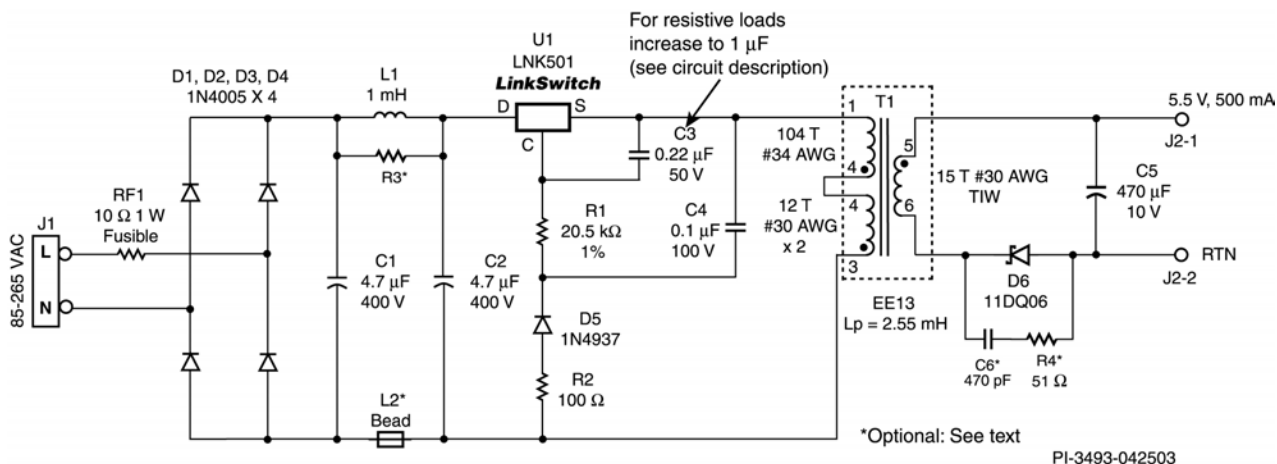 For resistive loads
increase to 1 μF
(see circuit description)
U1
LNK501
LinkSwitch
D1, D2, D3, D4
1N4005 X 4
L1
1 mH
D
S
C
R3*
C3
0.22 μF
50 V
1
T1
104 T
#34 AWG
4
4
12 T
#30 AWG
x 2
3
5
6
15 T #30 AWG
TIW
5.5 V, 500 mA
J2-1
C5
470 μF
10 V
RTN
J2-2
J1
85-265 VAC
L
N
RF1
10 Ω 1 W
Fusible
C1
4.7 μF
400 V
C2
4.7 μF
400 V
R1
20.5 kΩ
1%
C4
0.1 μF
100 V
D5
1N4937
R2
100 Ω
L2*
Bead
EE13
Lp = 2.55 mH
D6
11DQ06
C6*
470 pF
R4*
51 Ω
*Optional: See text
PI-3493-042503